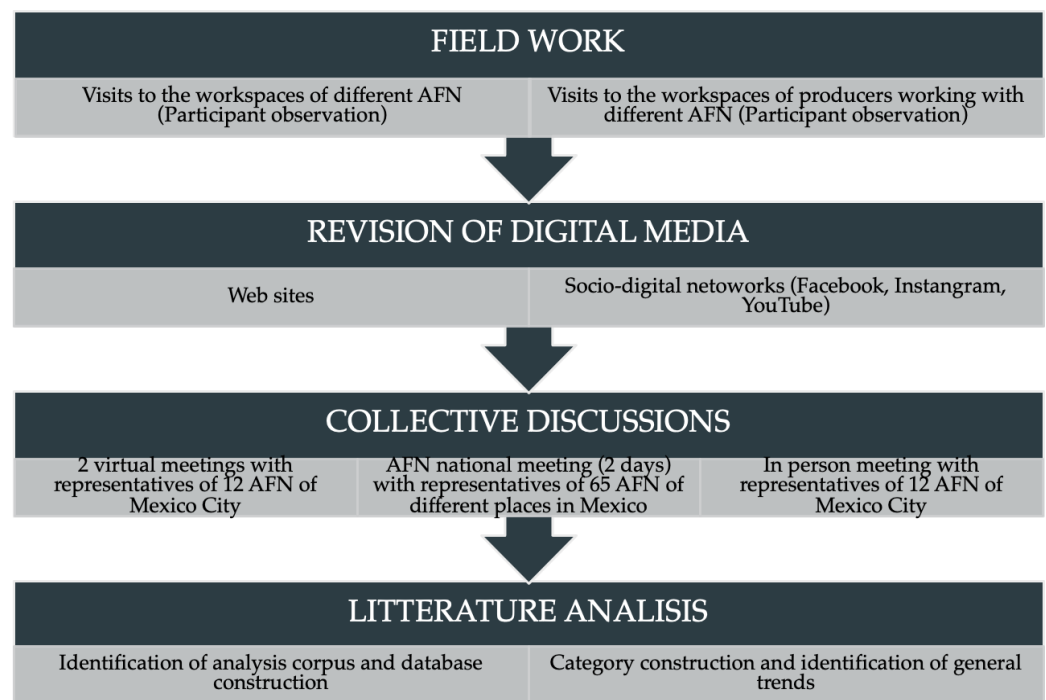 FIELD WORK
Visits to the workspaces of different AFN
(Participant observation)
Visits to the workspaces of producers working with
different AFN (Participant observation)
REVISION OF DIGITAL MEDIA
Web sites
Socio-digital netoworks (Facebook, Instangram,
YouTube)
COLLECTIVE DISCUSSIONS
2 virtual meetings with
representatives of 12 AFN of
Mexico City
AFN national meeting (2 days)
with representatives of 65 AFN of
different places in Mexico
In person meeting with
representatives of 12 AFN of
Mexico City
LITTERATURE ANALISIS
Identification of analysis corpus and database
construction
Category construction and identification of general
trends